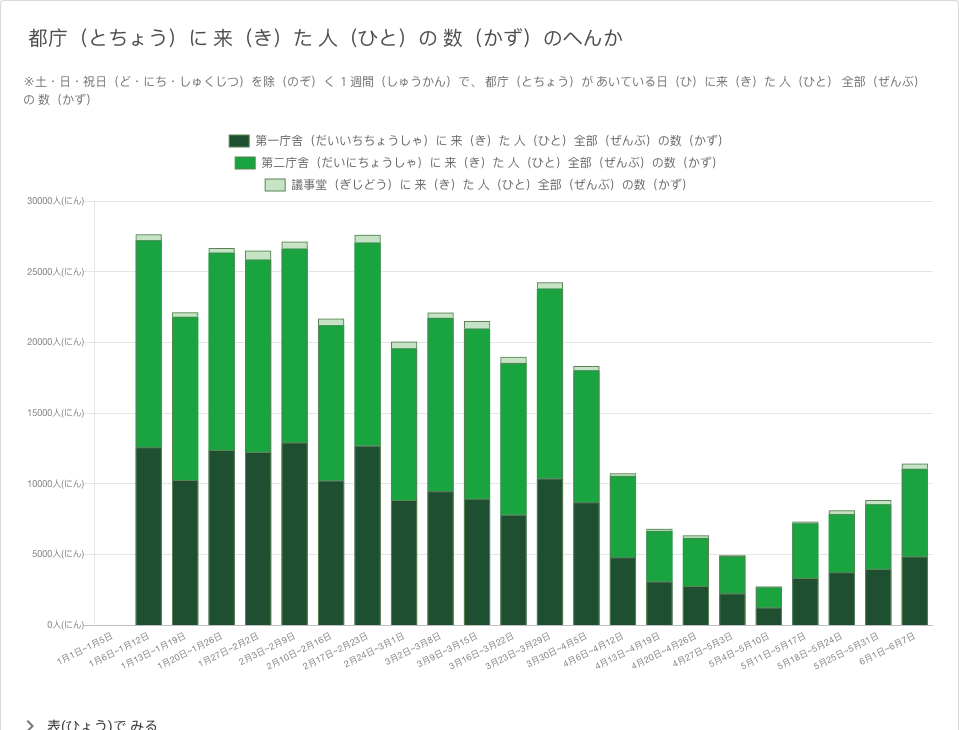 都庁（とちょう）に 来（き）た 人（ひと）の 数（かず）のへんか
※土・日・祝日（ど・にち・しゅくじつ）を除（のぞ）く 1 週間（しゅうかん）で、 都庁（とちょう）が あいている日（ひ）に来（き）た 人（ひと） 全部（ぜんぶ）
の 数（かず）
第一庁舎（だいいちちょうしゃ）に 来（き）た 人（ひと）全部（ぜんぶ）の数（かず）
第二庁舎（だいにちょうしゃ）に 来（き）た 人（ひと）全部（ぜんぶ）の数（かず）
議事堂（ぎじどう）に 来（き）た 人（ひと）全部（ぜんぶ）の数（かず）
30000人(にん)
25000人(にん)
20000人(にん)
15000人(にん)
10000人(にん)
5000人(にん)
0人(にん)
1月1日~1月5日
1月6日~1月12日
1月13日~1月19日
1月20日~1月26日
1月27日~2月2日
2月3日~2月9日
2月10日~2月16日
2月17日~2月23日
2月24日~3月1日
3月2日~3月8日
3月9日~3月15日
3月16日~3月22日
3月23日~3月29日
3月30日~4月5日
4月6日~4月12日
4月13日~4月19日
4月20日~4月26日
4月27日~5月3日
5月4日~5月10日
5月11日~5月17日
5月18日~5月24日
5月25日~5月31日
6月1日~6月7日
表(ひょう)で みる